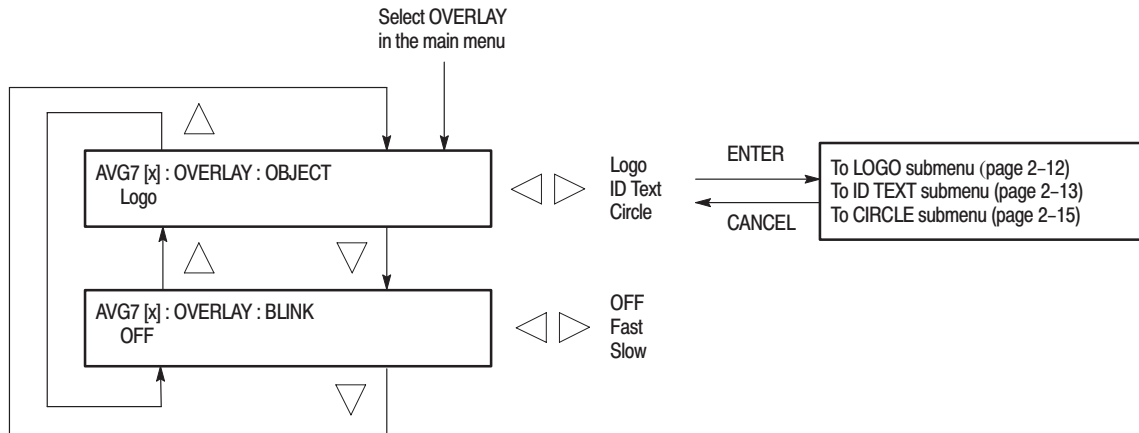 Select OVERLAY
in the main menu
AVG7 [x] : OVERLAY : OBJECT
Logo
Logo
ID Text
Circle
ENTER
CANCEL
To LOGO submenu (page 2–12)
To ID TEXT submenu (page 2–13)
To CIRCLE submenu (page 2–15)
AVG7 [x] : OVERLAY : BLINK
OFF
OFF
Fast
Slow